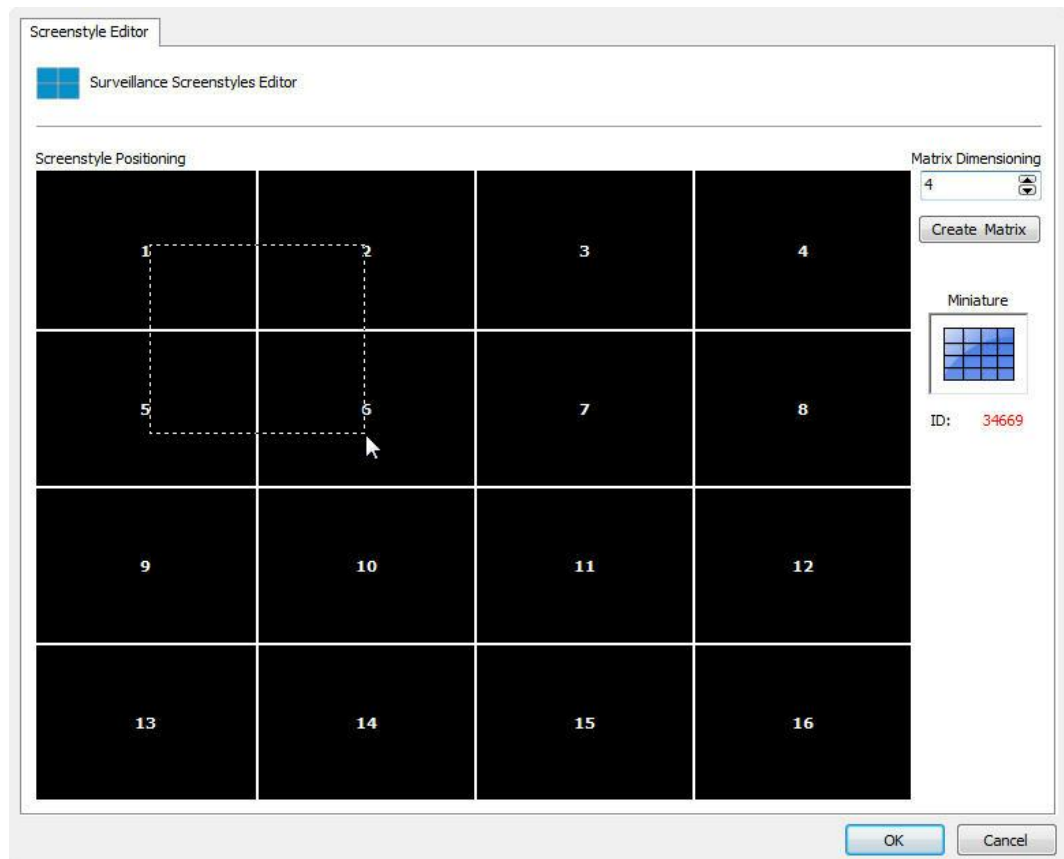 Screenstyle Editor
Surveillance Screenstyles Editor
Screenstyle Positioning
Matrix Dimensioning
4
Create Matrix
1 2 3 4
Miniature
5 6 7 8
ID: 34669
9 10 11 12
13 14 15 16
OK Cancel